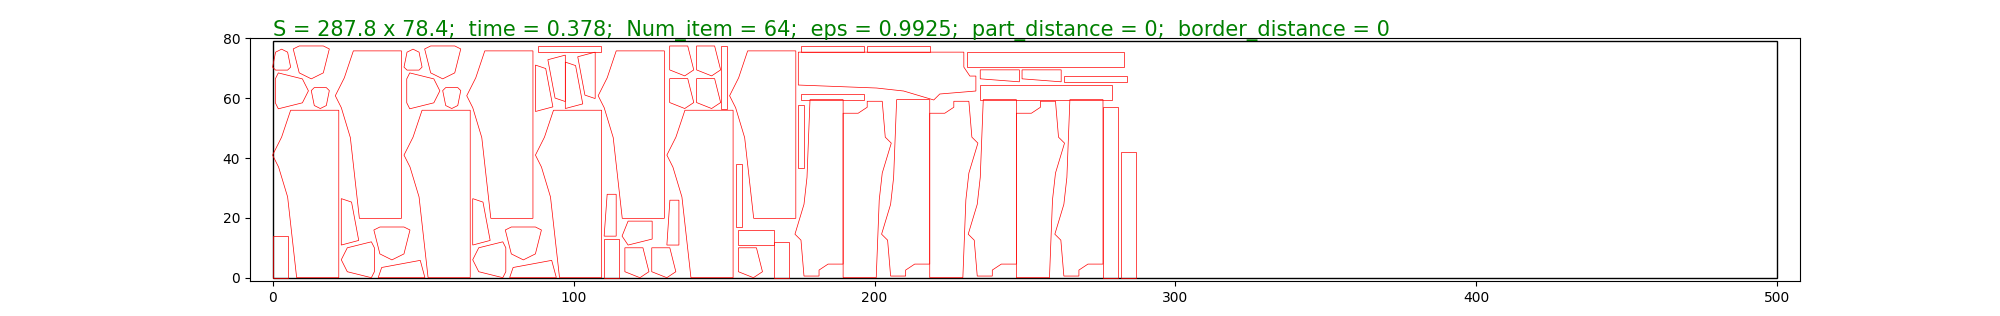 S = 287.8 x 78.4;  time = 0.378;  Num_item = 64;  eps = 0.9925;  part_distance = 0;  border_distance = 0
80
60
40
20
0
0 100 200 300 400 500